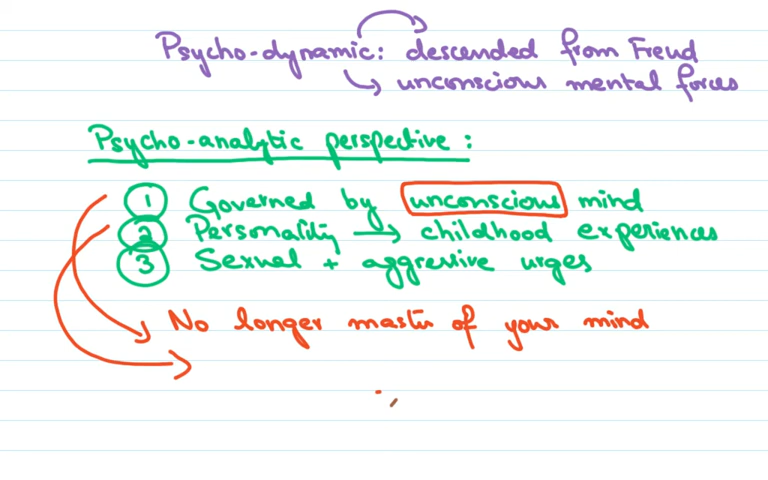 Psycho-dynamic: descended from Freud
↳ unconscious mental forces
Psycho-analytic perspective:
1 Governed by unconscious mind
2 Personality → childhood experiences
3 Sexual + aggressive urges
No longer master of your mind